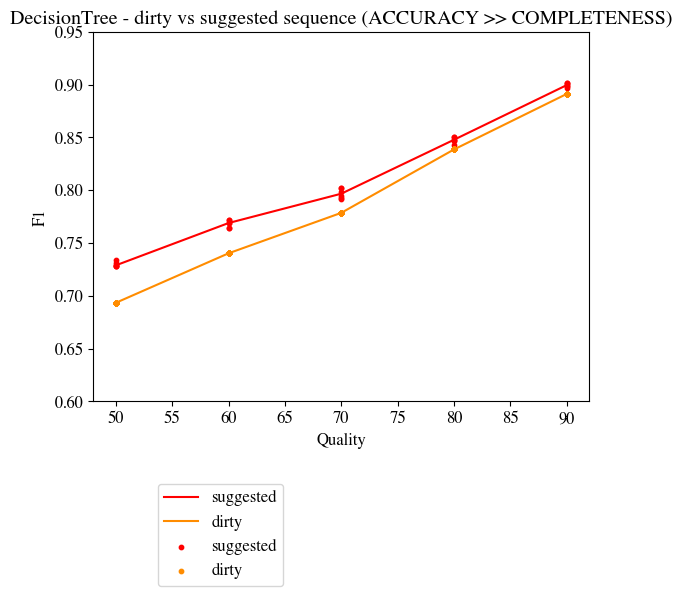 DecisionTree - dirty vs suggested sequence (ACCURACY >> COMPLETENESS)
0.95
0.90
0.85
0.80
0.75
0.70
0.65
0.60
F1
50 55 60 65 70 75 80 85 90
Quality
suggested
dirty
suggested
dirty